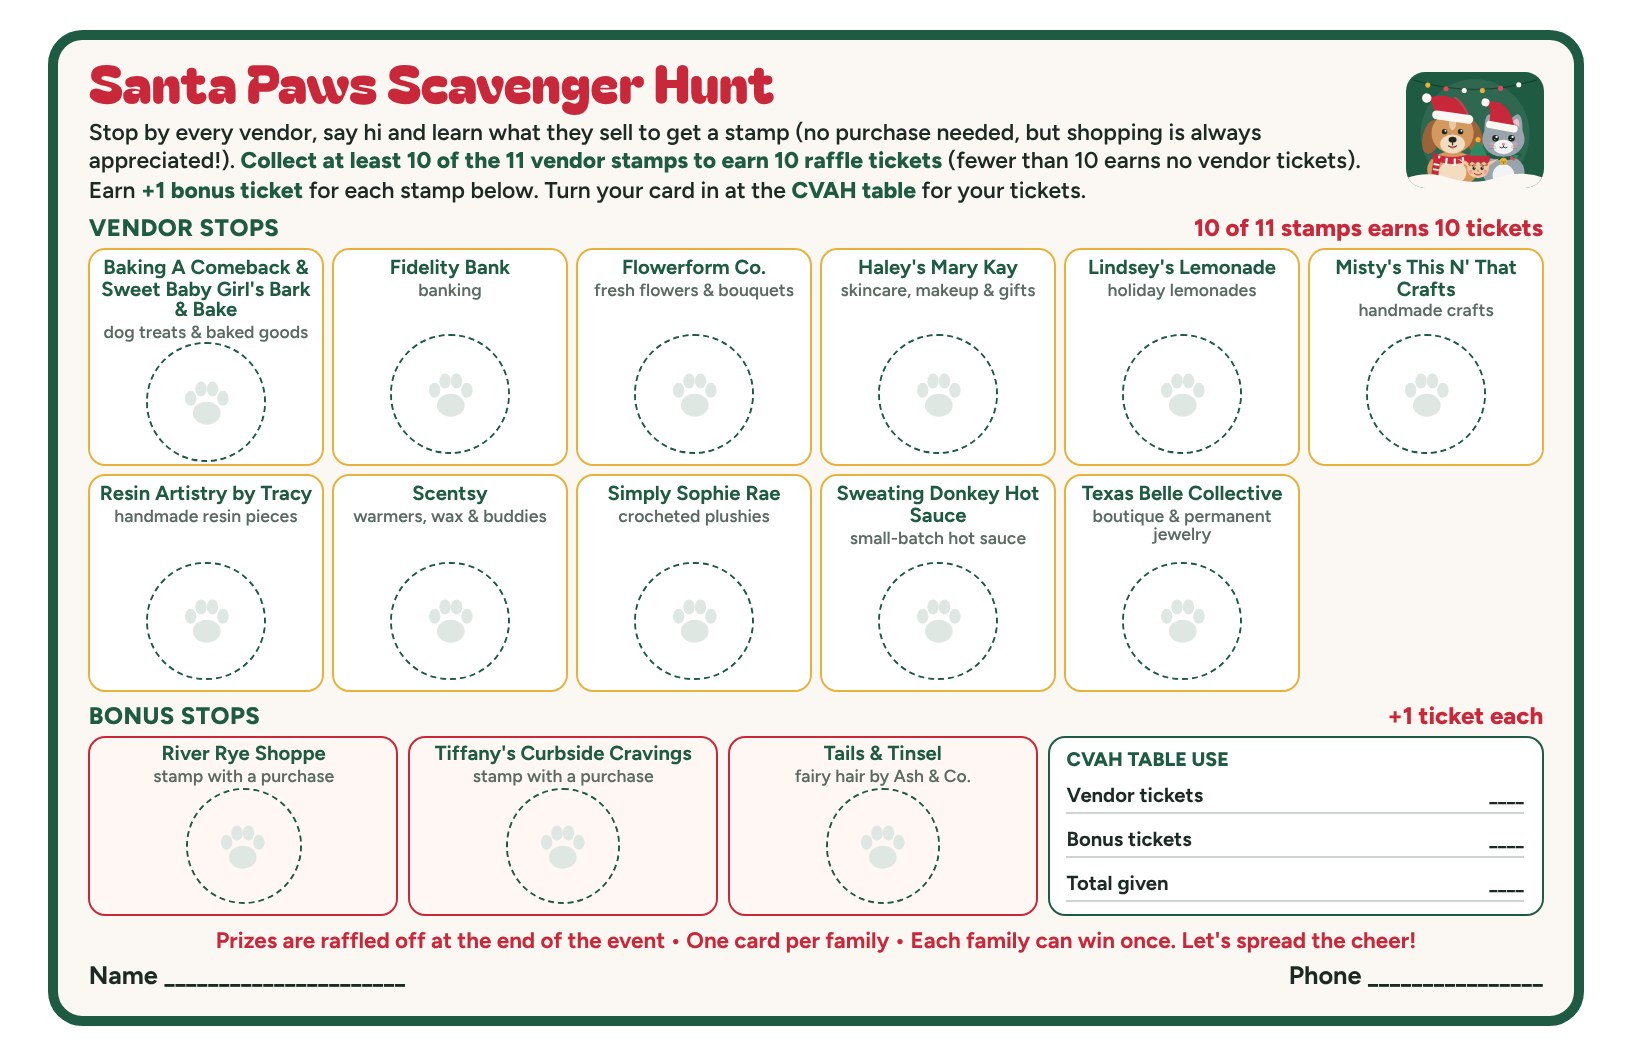 Santa Paws Scavenger Hunt
Stop by every vendor, say hi and learn what they sell to get a stamp (no purchase needed, but shopping is always
appreciated!). Collect at least 10 of the 11 vendor stamps to earn 10 raffle tickets (fewer than 10 earns no vendor tickets).
Earn +1 bonus ticket for each stamp below. Turn your card in at the CVAH table for your tickets.
VENDOR STOPS
10 of 11 stamps earns 10 tickets
Baking A Comeback &
Sweet Baby Girl's Bark
& Bake
dog treats & baked goods
Fidelity Bank
banking
Flowerform Co.
fresh flowers & bouquets
Haley's Mary Kay
skincare, makeup & gifts
Lindsey's Lemonade
holiday lemonades
Misty's This N' That
Crafts
handmade crafts
Resin Artistry by Tracy
handmade resin pieces
Scentsy
warmers, wax & buddies
Simply Sophie Rae
crocheted plushies
Sweating Donkey Hot
Sauce
small-batch hot sauce
Texas Belle Collective
boutique & permanent
jewelry
BONUS STOPS
+1 ticket each
River Rye Shoppe
stamp with a purchase
Tiffany's Curbside Cravings
stamp with a purchase
Tails & Tinsel
fairy hair by Ash & Co.
CVAH TABLE USE
Vendor tickets ____
Bonus tickets ____
Total given ____
Prizes are raffled off at the end of the event • One card per family • Each family can win once. Let's spread the cheer!
Name ______________________
Phone ________________